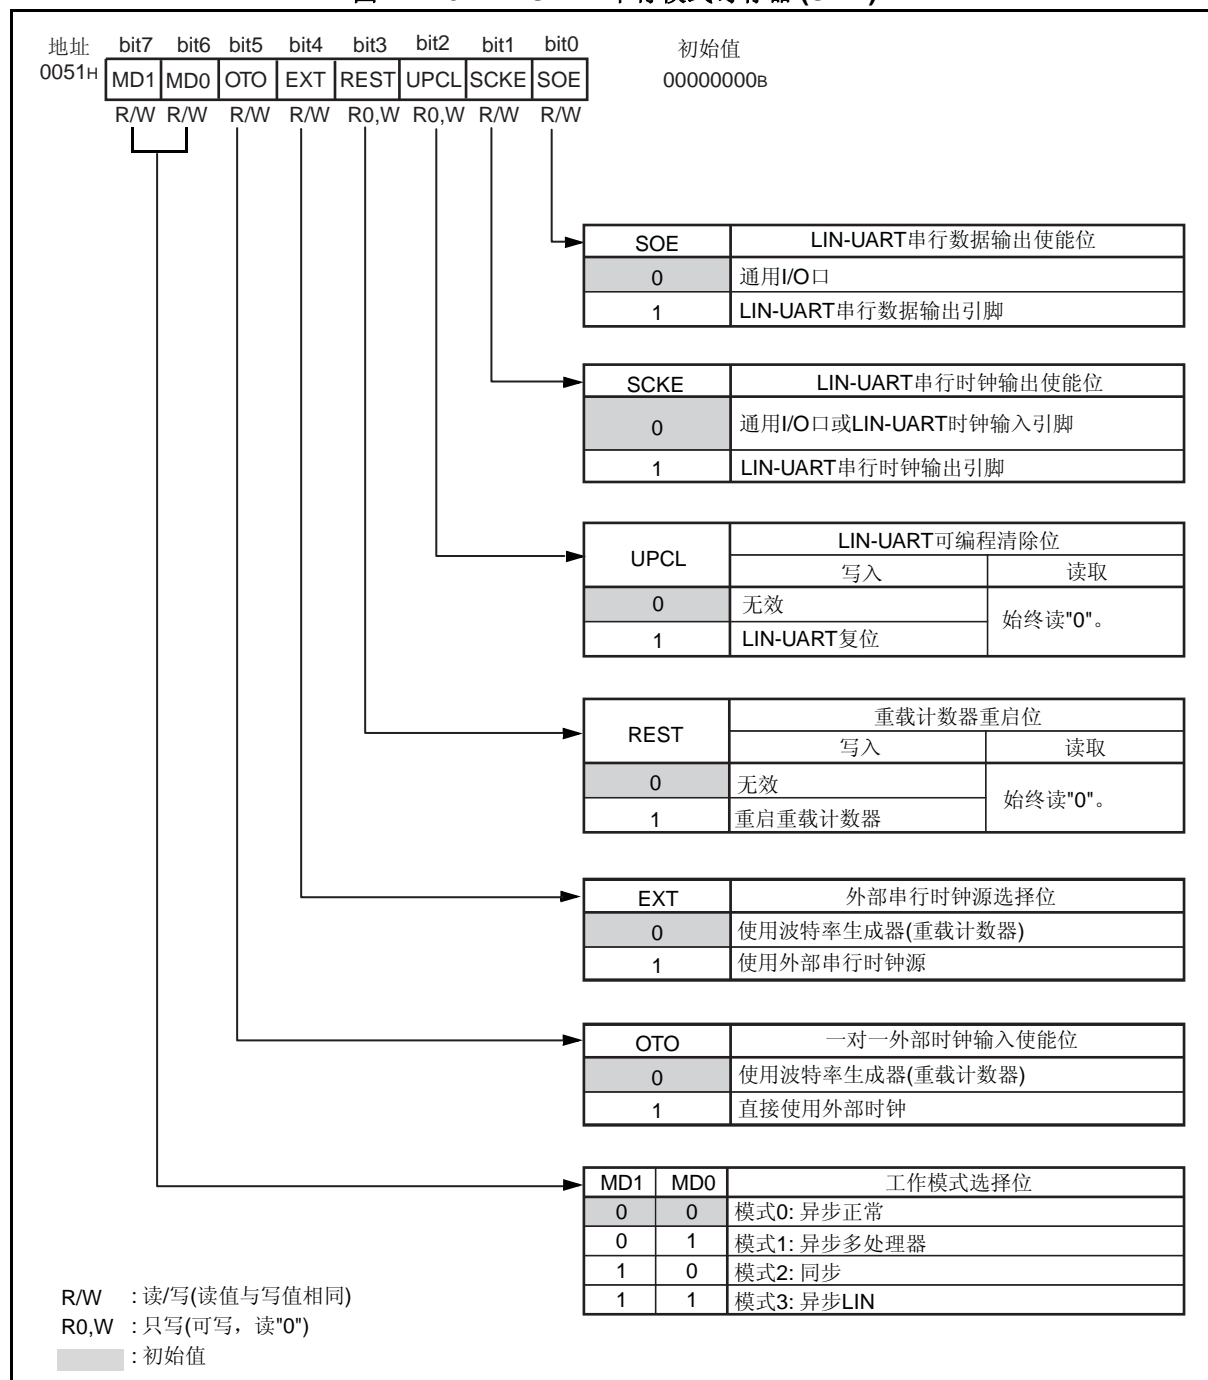 地址 bit7 bit6 bit5 bit4 bit3 bit2 bit1 bit0 初始值
0051H MD1 MD0 OTO EXT REST UPCL SCKE SOE 00000000B
R/W R/W R/W R/W R0,W R0,W R/W R/W
SOE LIN-UART串行数据输出使能位
0 通用I/O口
1 LIN-UART串行数据输出引脚
SCKE LIN-UART串行时钟输出使能位
0 通用I/O口或LIN-UART时钟输入引脚
1 LIN-UART串行时钟输出引脚
UPCL LIN-UART可编程清除位
写入 读取
0 无效 始终读"0"。
1 LIN-UART复位
REST 重载计数器重启位
写入 读取
0 无效 始终读"0"。
1 重启重载计数器
EXT 外部串行时钟源选择位
0 使用波特率生成器(重载计数器)
1 使用外部串行时钟源
OTO 一对一外部时钟输入使能位
0 使用波特率生成器(重载计数器)
1 直接使用外部时钟
MD1 MD0 工作模式选择位
0 0 模式0: 异步正常
0 1 模式1: 异步多处理器
1 0 模式2: 同步
1 1 模式3: 异步LIN
R/W : 读/写(读值与写值相同)
R0,W : 只写(可写，读"0")
: 初始值